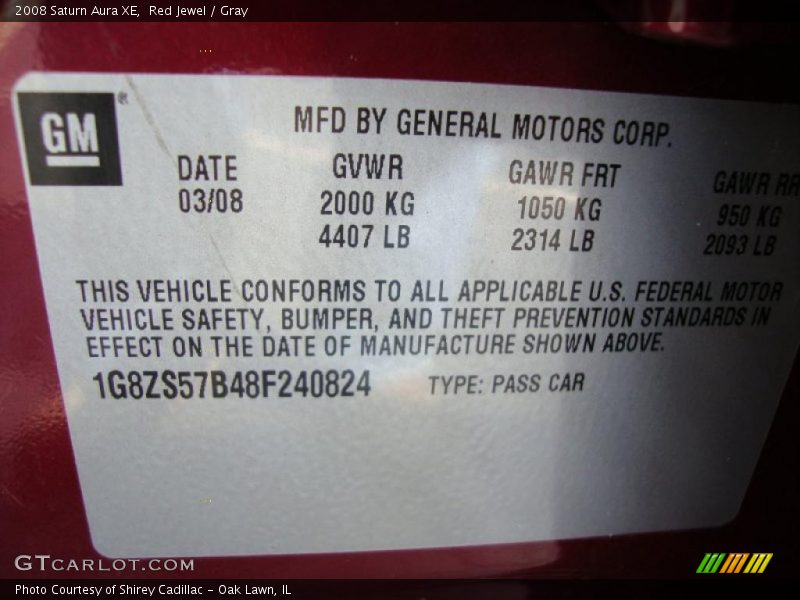 2008 Saturn Aura XE, Red Jewel / Gray
GM
MFD BY GENERAL MOTORS CORP.
DATE GVWR GAWR FRT GAWR RR
03/08 2000 KG 1050 KG 950 KG
4407 LB 2314 LB 2093 LB
THIS VEHICLE CONFORMS TO ALL APPLICABLE U.S. FEDERAL MOTOR
VEHICLE SAFETY, BUMPER, AND THEFT PREVENTION STANDARDS IN
EFFECT ON THE DATE OF MANUFACTURE SHOWN ABOVE.
1G8ZS57B48F240824 TYPE: PASS CAR
GTCARLOT.COM
Photo Courtesy of Shirey Cadillac - Oak Lawn, IL